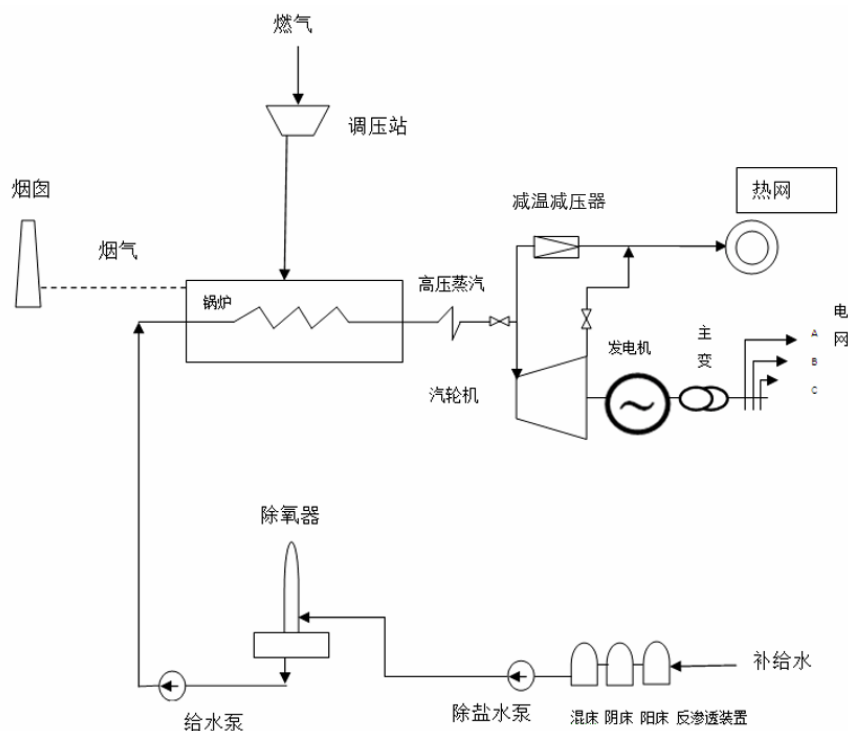 燃气
调压站
烟囱
烟气
减温减压器
热网
锅炉
高压蒸汽
汽轮机
发电机
主
变
电
网
A
B
C
除氧器
给水泵
除盐水泵
补给水
混床 阴床 阳床 反渗透装置